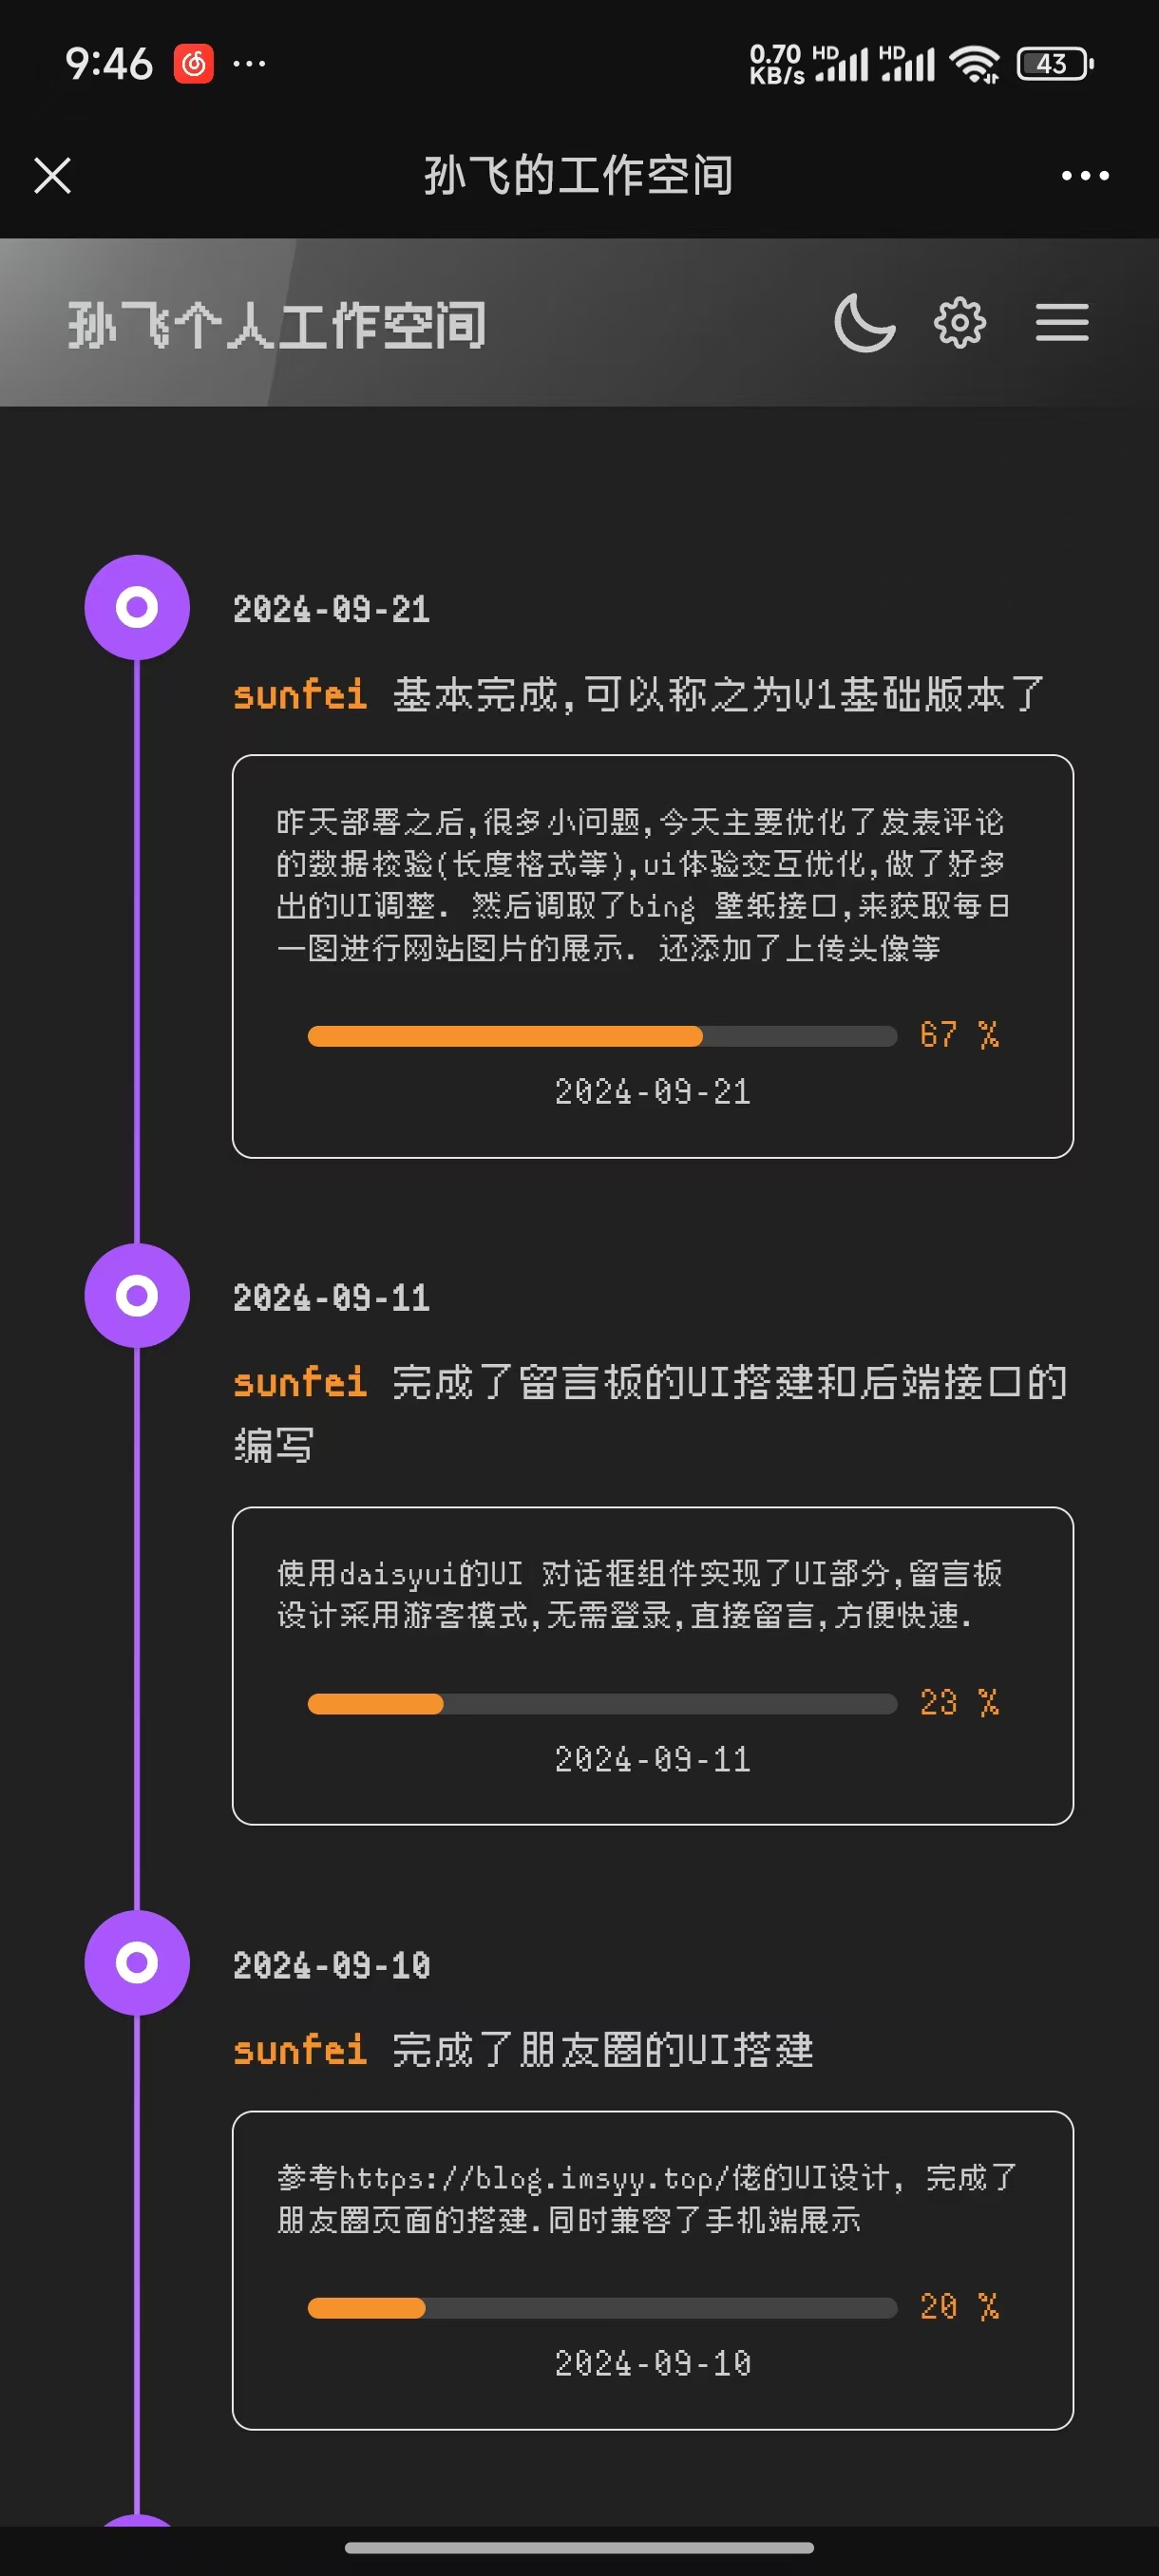 9:46
0.70 KB/s HD HD 43
孙飞的工作空间
孙飞个人工作空间
2024-09-21
sunfei 基本完成,可以称之为V1基础版本了
昨天部署之后,很多小问题,今天主要优化了发表评论
的数据校验(长度格式等),ui体验交互优化,做了好多
出的UI调整. 然后调取了bing 壁纸接口,来获取每日
一图进行网站图片的展示. 还添加了上传头像等
67 %
2024-09-21
2024-09-11
sunfei 完成了留言板的UI搭建和后端接口的
编写
使用daisyui的UI 对话框组件实现了UI部分,留言板
设计采用游客模式,无需登录,直接留言,方便快速.
23 %
2024-09-11
2024-09-10
sunfei 完成了朋友圈的UI搭建
参考https://blog.imsyy.top/佬的UI设计, 完成了
朋友圈页面的搭建.同时兼容了手机端展示
20 %
2024-09-10